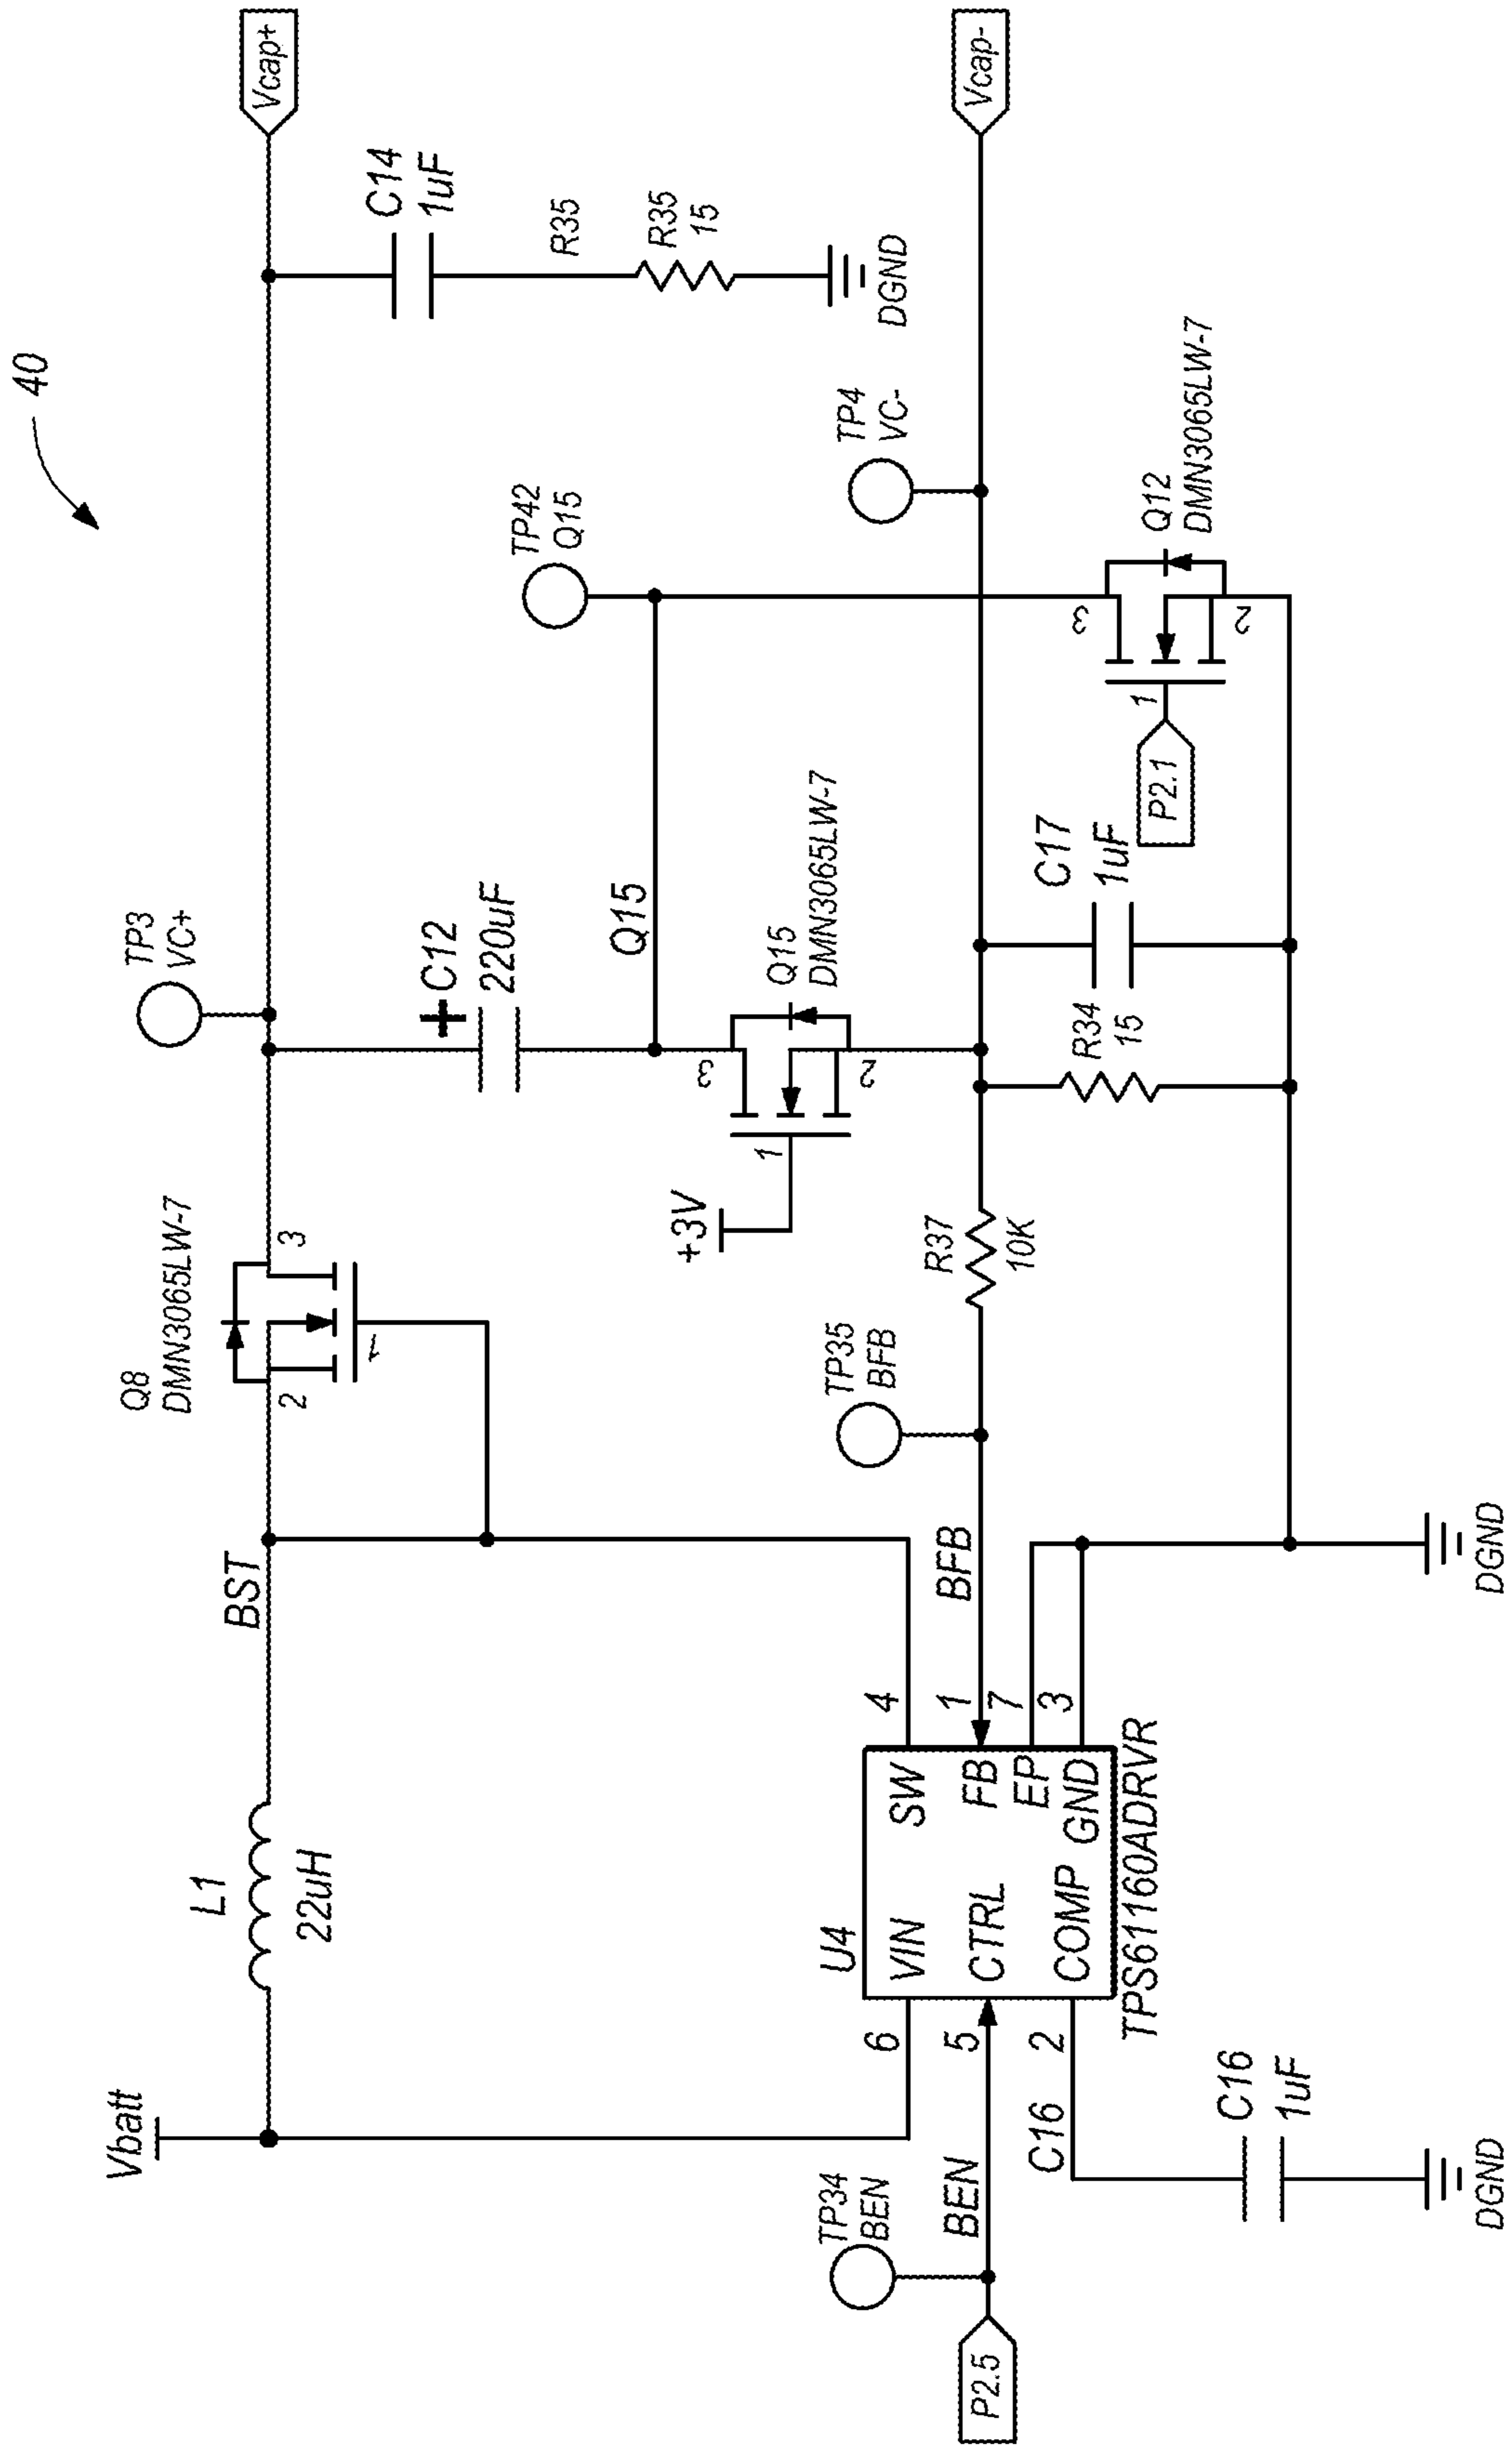 40
Vbatt
L1
22uH
BST
Q8
DMN3065LW-7
2
3
1
TP3
VC+
Vcap+
C12
220uF
+
C14
1uF
R35
R35
15
DGND
TP42
Q15
Q15
+3V
1
3
2
Q15
DMN3065LW-7
TP4
VC-
Vcap-
TP34
BEN
P2.5
BEN
U4
6
5
2
VIN
CTRL
COMP
SW
FB
EP
GND
4
1
7
3
TPS61160ADRVR
C16
C16
1uF
DGND
TP35
BFB
BFB
R37
10K
R34
15
C17
1uF
P2.1
1
3
2
Q12
DMN3065LW-7
DGND